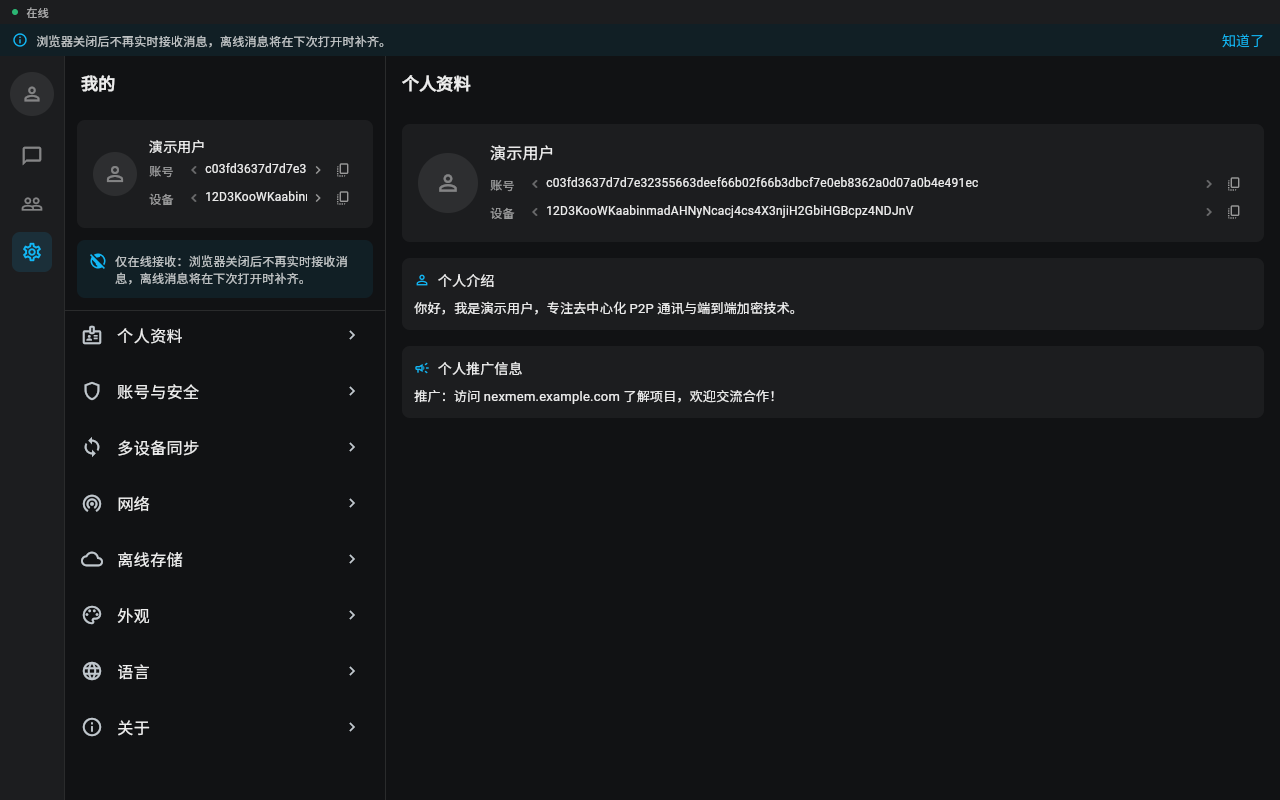 在线
浏览器关闭后不再实时接收消息，离线消息将在下次打开时补齐。
知道了
我的
演示用户
账号 c03fd3637d7d7e3
设备 12D3KooWKaabin
仅在线接收：浏览器关闭后不再实时接收消
息，离线消息将在下次打开时补齐。
个人资料
账号与安全
多设备同步
网络
离线存储
外观
语言
关于
个人资料
演示用户
账号 c03fd3637d7d7e32355663deef66b02f66b3dbcf7e0eb8362a0d07a0b4e491ec
设备 12D3KooWKaabinmadAHNyNcacj4cs4X3njiH2GbiHGBcpz4NDJnV
个人介绍
你好，我是演示用户，专注去中心化 P2P 通讯与端到端加密技术。
个人推广信息
推广：访问 nexmem.example.com 了解项目，欢迎交流合作！